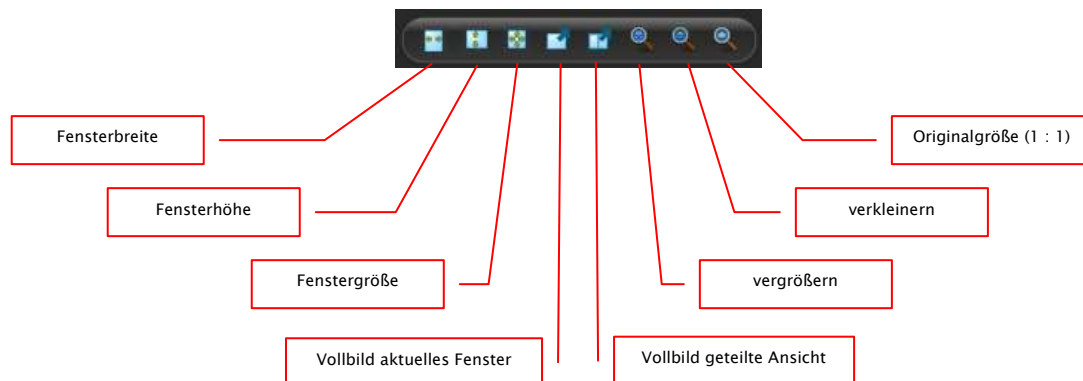 Fensterbreite
Originalgröße (1 : 1)
Fensterhöhe
verkleinern
Fenstergröße
vergrößern
Vollbild aktuelles Fenster
Vollbild geteilte Ansicht